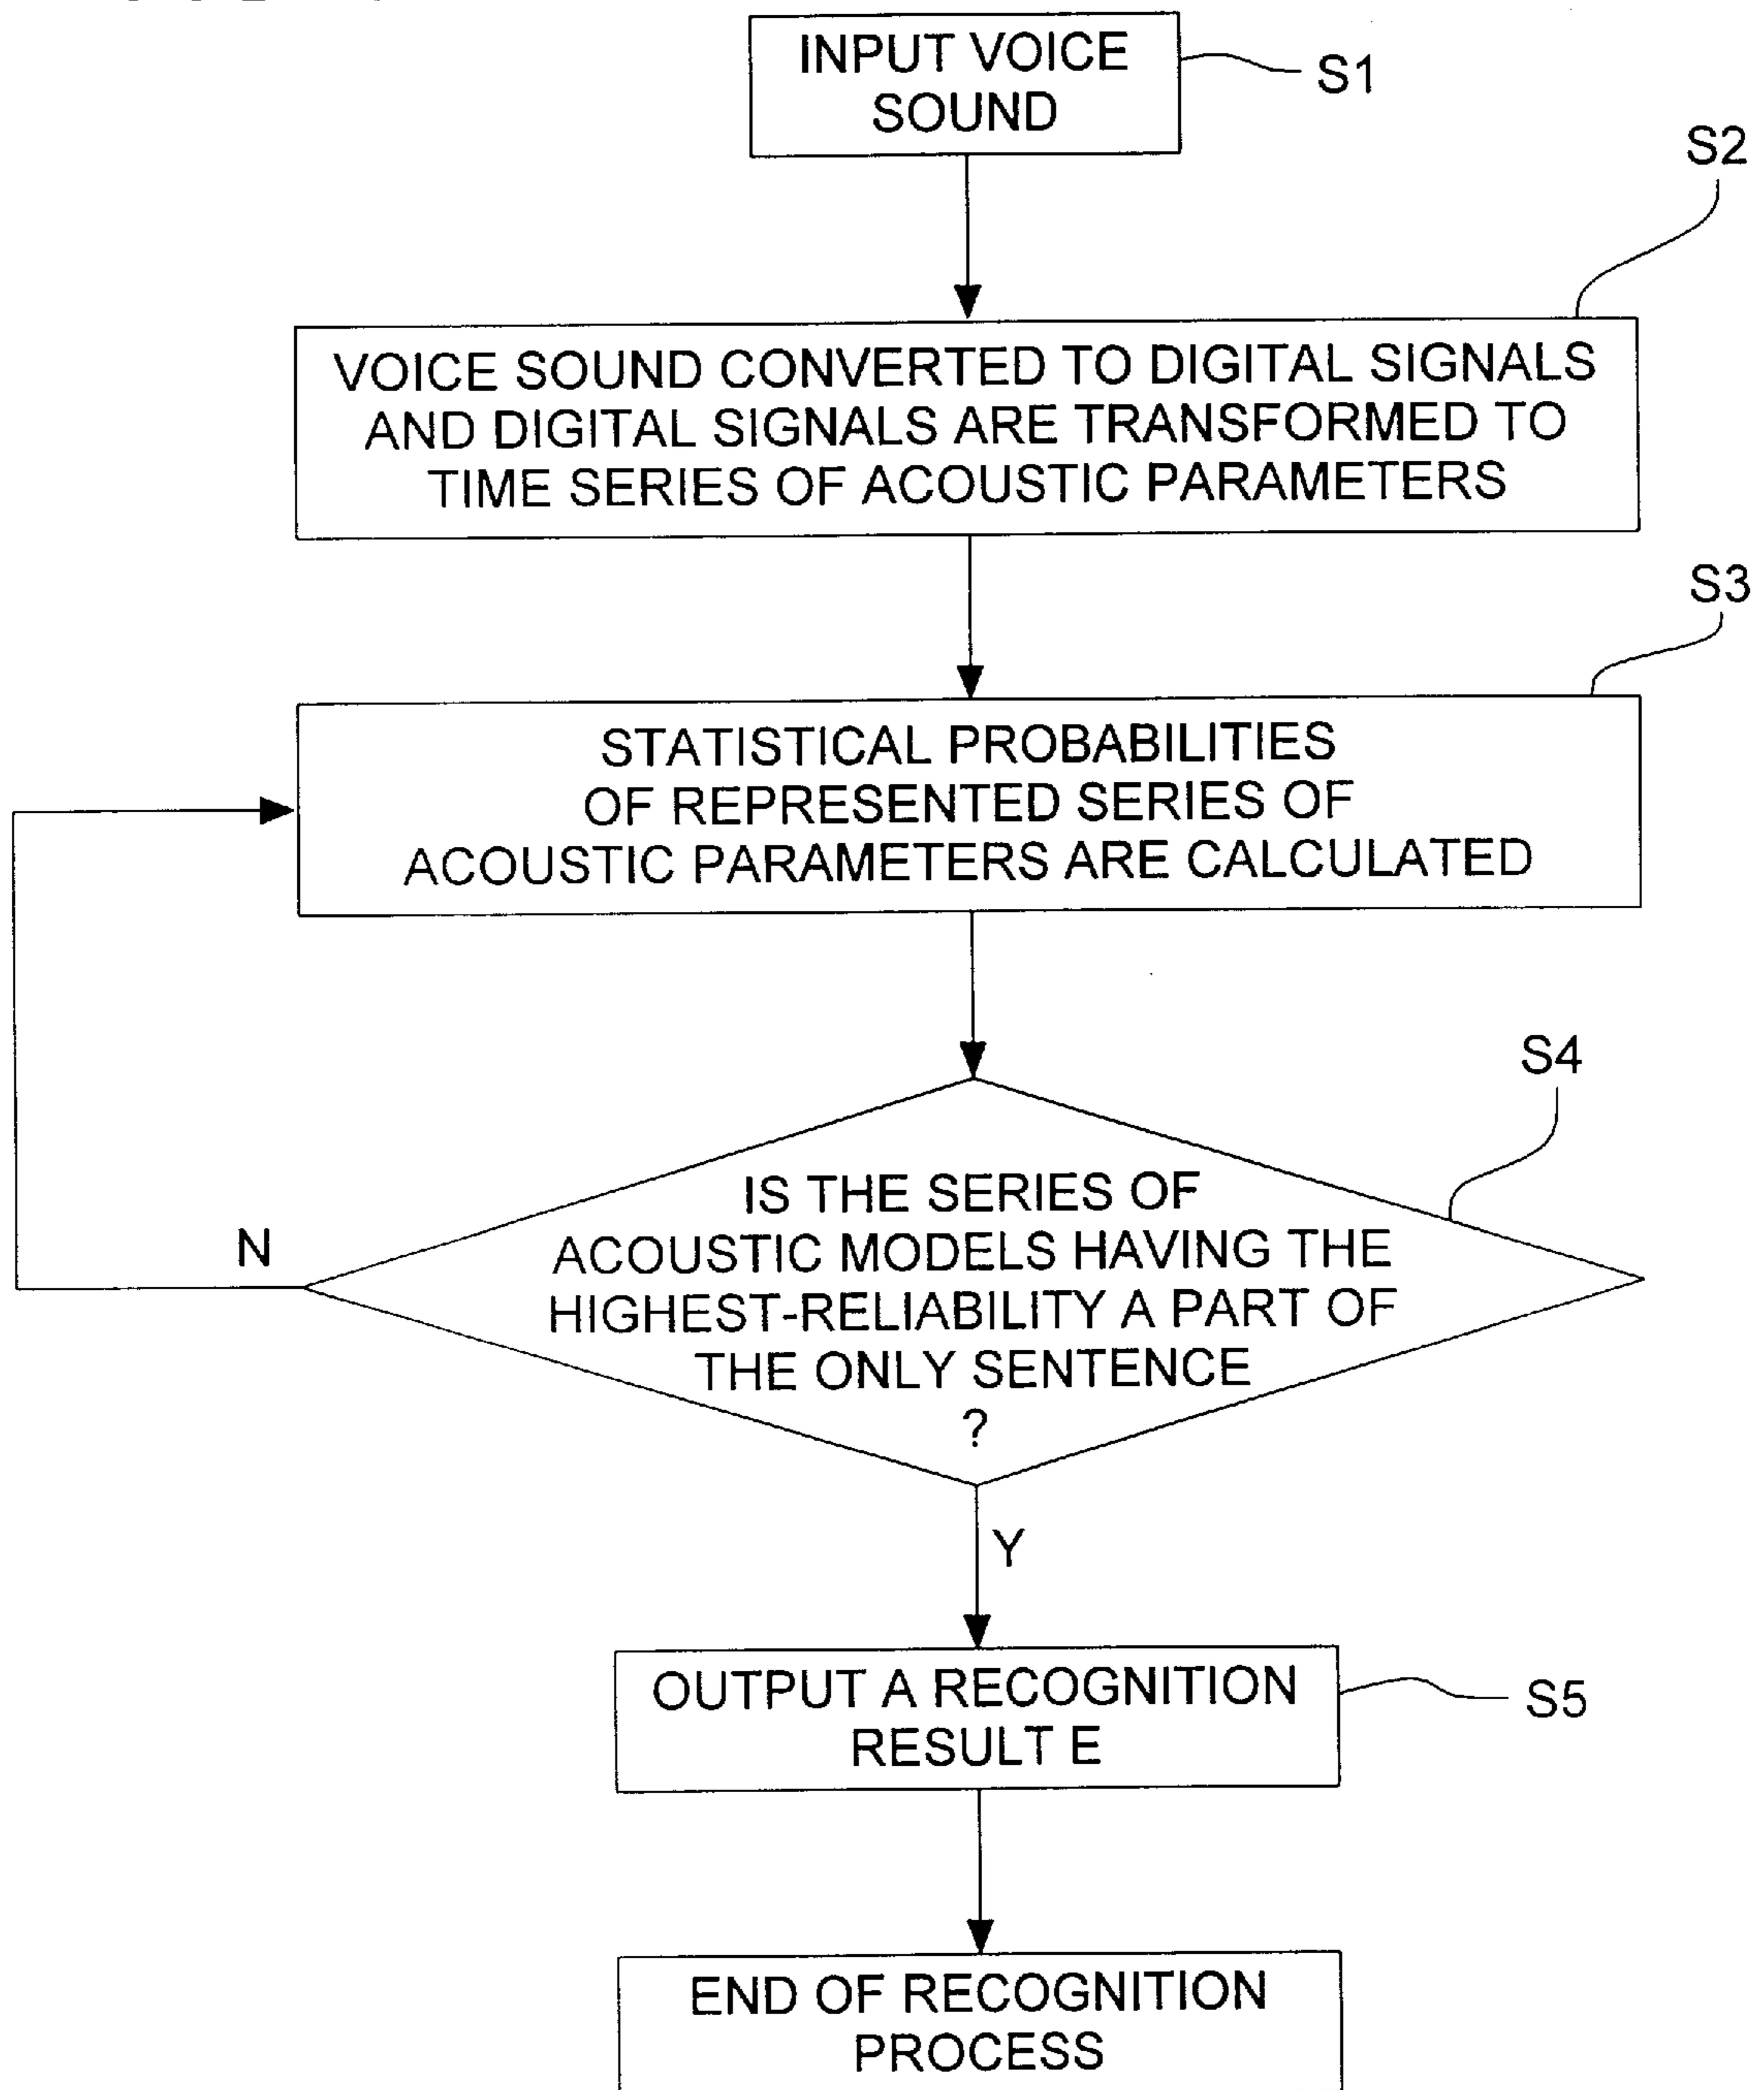 INPUT VOICE
SOUND
S1
S2
VOICE SOUND CONVERTED TO DIGITAL SIGNALS
AND DIGITAL SIGNALS ARE TRANSFORMED TO
TIME SERIES OF ACOUSTIC PARAMETERS
S3
STATISTICAL PROBABILITIES
OF REPRESENTED SERIES OF
ACOUSTIC PARAMETERS ARE CALCULATED
S4
IS THE SERIES OF
ACOUSTIC MODELS HAVING THE
HIGHEST-RELIABILITY A PART OF
THE ONLY SENTENCE
?
N
Y
OUTPUT A RECOGNITION
RESULT E
S5
END OF RECOGNITION
PROCESS